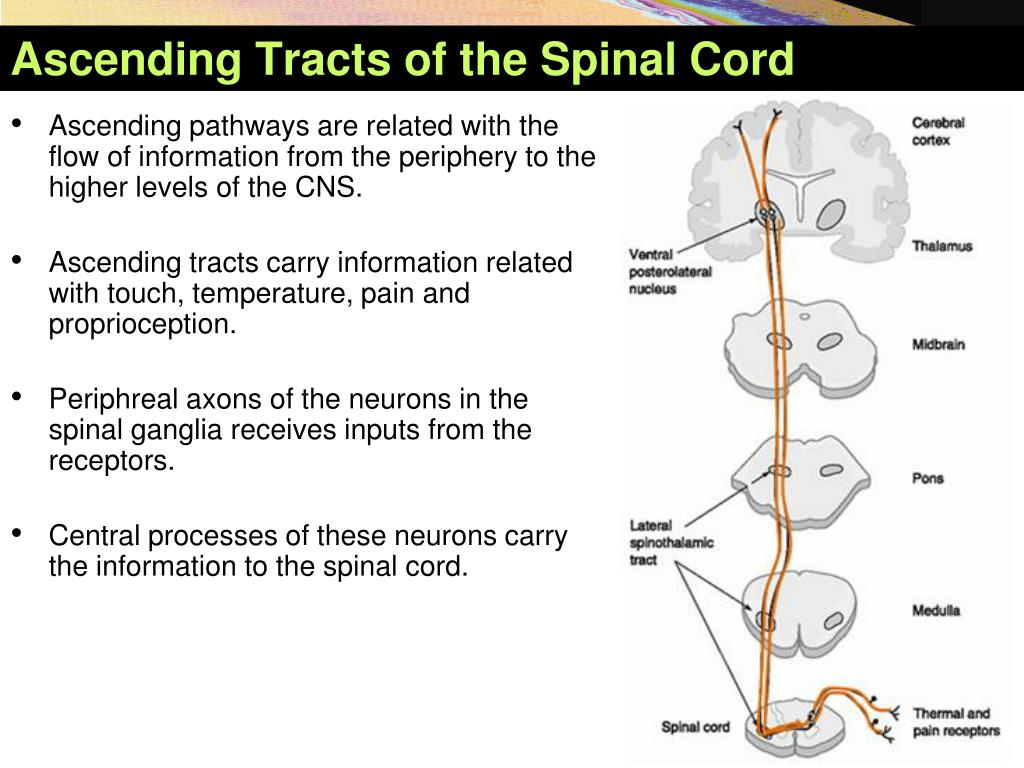 Ascending Tracts of the Spinal Cord
• Ascending pathways are related with the
flow of information from the periphery to the
higher levels of the CNS.
• Ascending tracts carry information related
with touch, temperature, pain and
proprioception.
• Periphreal axons of the neurons in the
spinal ganglia receives inputs from the
receptors.
• Central processes of these neurons carry
the information to the spinal cord.
Cerebral
cortex
Thalamus
Ventral
posterolateral
nucleus
Midbrain
Pons
Lateral
spinothalamic
tract
Medulla
Spinal cord
Thermal and
pain receptors